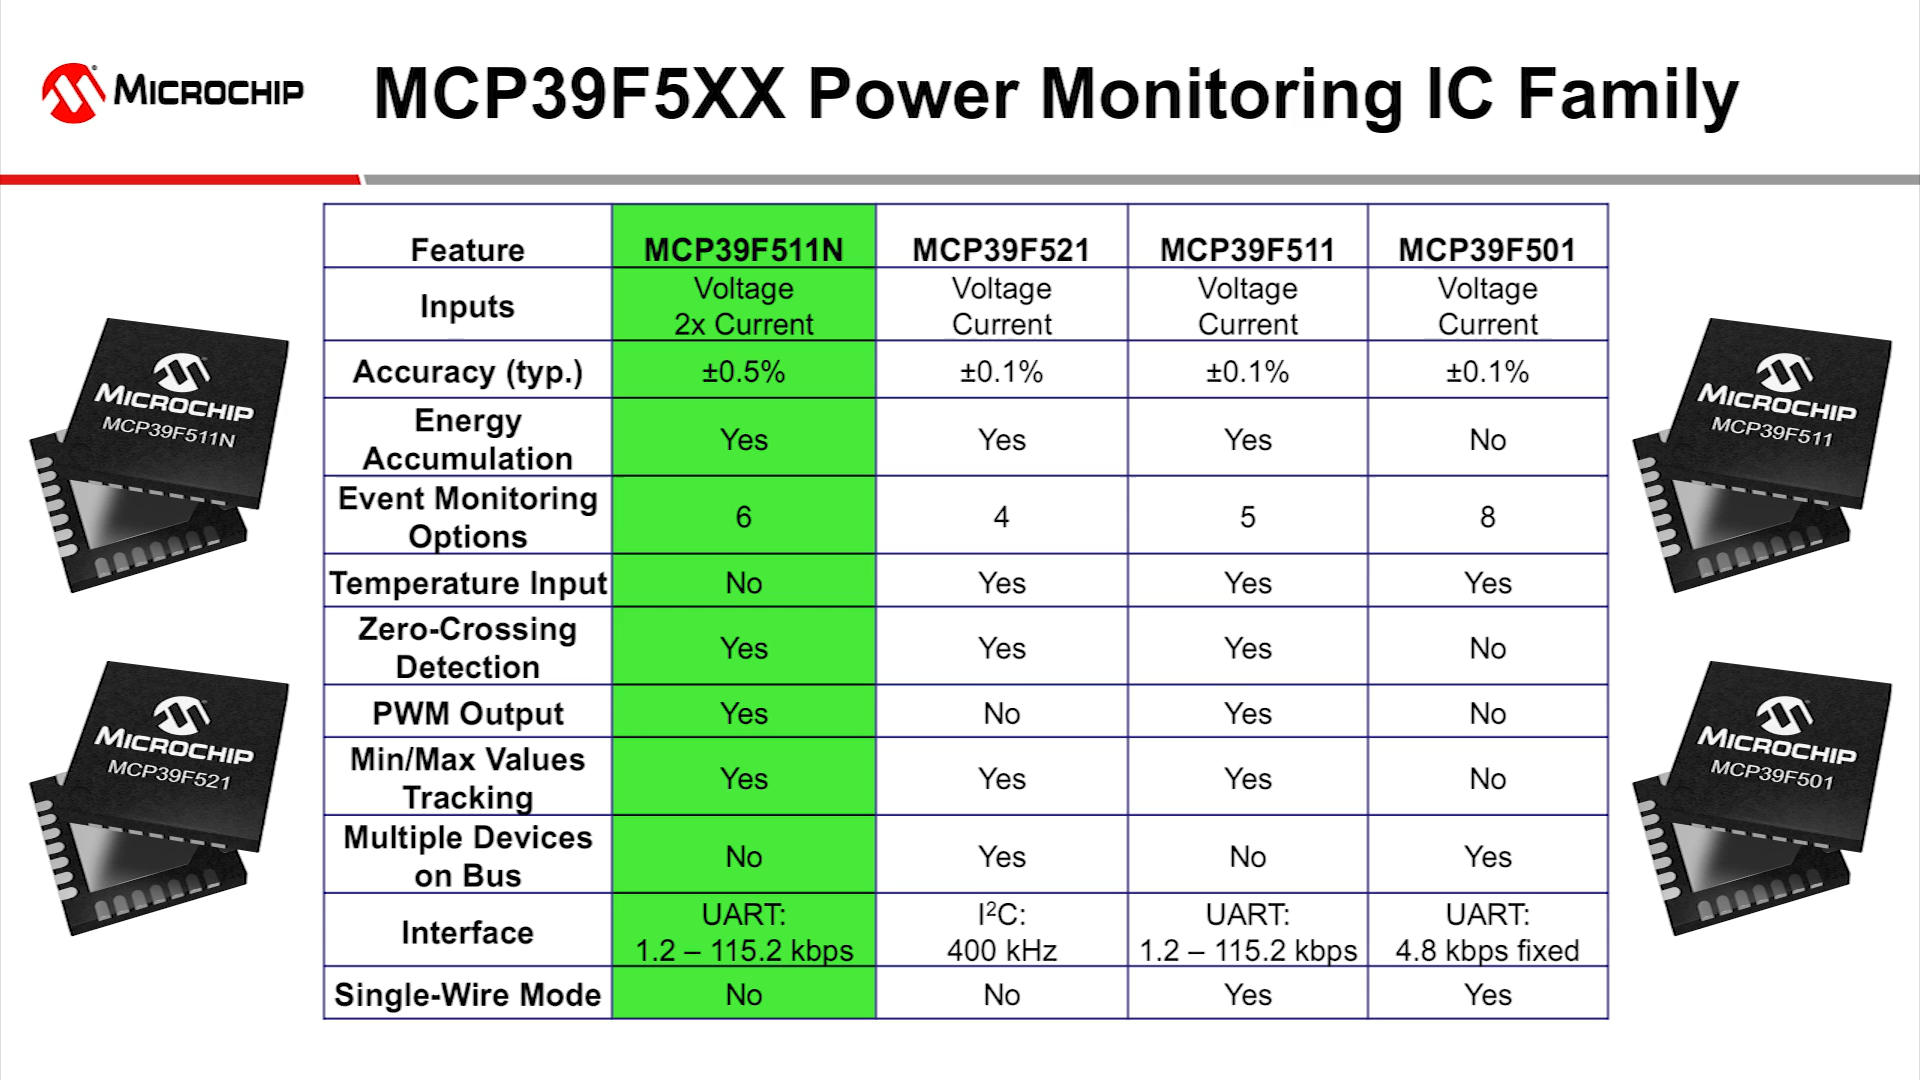 MICROCHIP
MCP39F5XX Power Monitoring IC Family
Feature MCP39F511N MCP39F521 MCP39F511 MCP39F501
Inputs
Voltage Voltage Voltage Voltage
2x Current Current Current Current
Accuracy (typ.) ±0.5% ±0.1% ±0.1% ±0.1%
Energy
Accumulation
Yes Yes Yes No
Event Monitoring
Options
6 4 5 8
Temperature Input No Yes Yes Yes
Zero-Crossing
Detection
Yes Yes Yes No
PWM Output Yes No Yes No
Min/Max Values
Tracking
Yes Yes Yes No
Multiple Devices
on Bus
No Yes No Yes
Interface
UART: I²C: UART: UART:
1.2 – 115.2 kbps 400 kHz 1.2 – 115.2 kbps 4.8 kbps fixed
Single-Wire Mode No No Yes Yes
MICROCHIP
MCP39F511N
MICROCHIP
MCP39F521
MICROCHIP
MCP39F511
MICROCHIP
MCP39F501